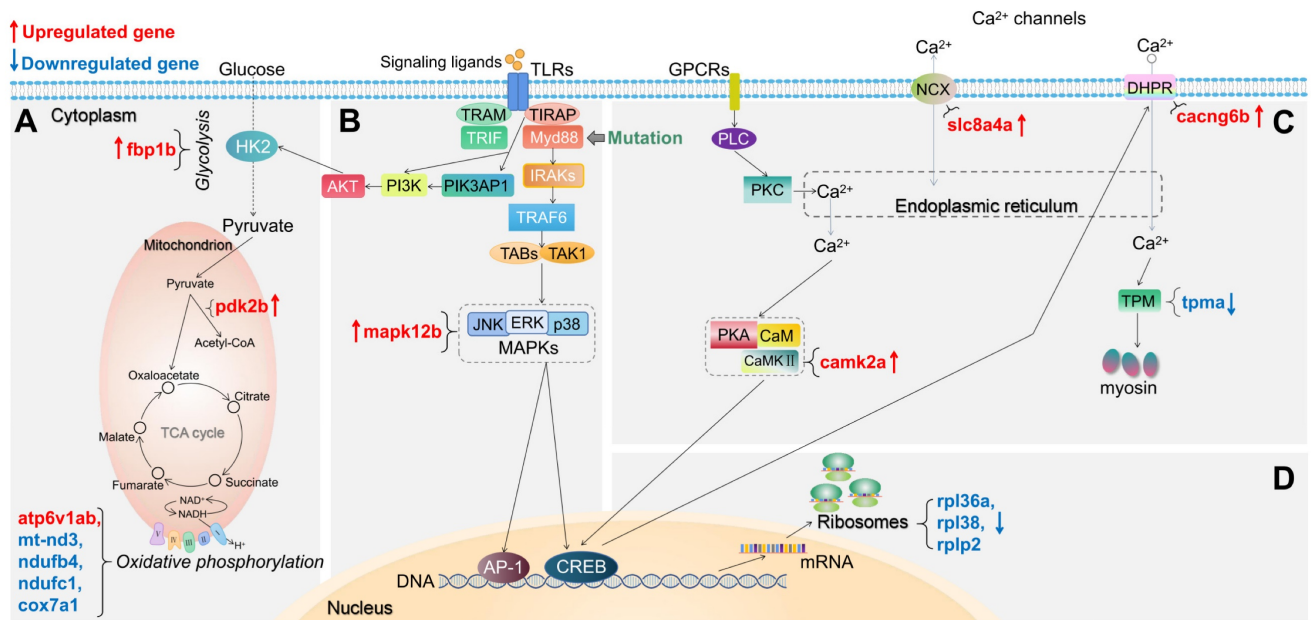 Upregulated gene
Downregulated gene
Ca²⁺ channels
Glucose
Signaling ligands
TLRs
GPCRs
Ca²⁺
Ca²⁺
NCX
DHPR
A
Cytoplasm
fbp1b
Glycolysis
HK2
Pyruvate
Mitochondrion
Pyruvate
pdk2b
Acetyl-CoA
Oxaloacetate
Citrate
TCA cycle
Malate
Fumarate
Succinate
NAD⁺
NADH
H⁺
V
IV
III
II
I
atp6v1ab,
mt-nd3,
ndufb4,
ndufc1,
cox7a1
Oxidative phosphorylation
B
TRAM
TIRAP
TRIF
Myd88
Mutation
AKT
PI3K
PIK3AP1
IRAKs
TRAF6
TABs
TAK1
mapk12b
JNK
ERK
p38
MAPKs
C
slc8a4a
cacng6b
PLC
PKC
Ca²⁺
Endoplasmic reticulum
Ca²⁺
Ca²⁺
TPM
tpma
myosin
PKA
CaM
CaMK II
camk2a
D
Ribosomes
rpl36a,
rpl38,
rplp2
mRNA
DNA
AP-1
CREB
Nucleus